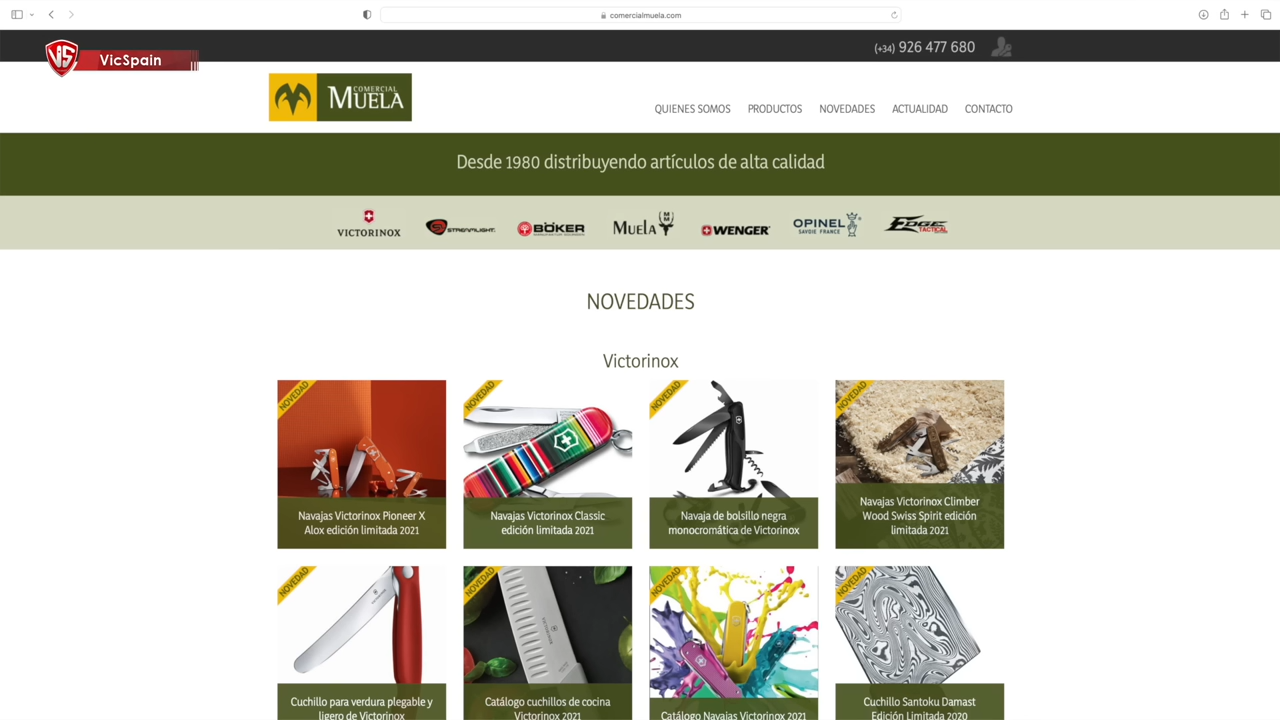 comercialmuela.com
VS
VicSpain
(+34) 926 477 680
COMERCIAL
MUELA
QUIENES SOMOS
PRODUCTOS
NOVEDADES
ACTUALIDAD
CONTACTO
Desde 1980 distribuyendo artículos de alta calidad
VICTORINOX
STREAMLIGHT.
BÖKER
MUELA
WENGER
OPINEL
SAVOIE FRANCE
EDGE
TACTICAL
NOVEDADES
Victorinox
NOVEDAD
NOVEDAD
NOVEDAD
NOVEDAD
Navajas Victorinox Pioneer X
Alox edición limitada 2021
Navajas Victorinox Classic
edición limitada 2021
Navaja de bolsillo negra
monocromática de Victorinox
Navajas Victorinox Climber
Wood Swiss Spirit edición
limitada 2021
NOVEDAD
NOVEDAD
NOVEDAD
NOVEDAD
Cuchillo para verdura plegable y
ligero de Victorinox
Catálogo cuchillos de cocina
Victorinox 2021
Catálogo Navajas Victorinox 2021
Cuchillo Santoku Damast
Edición Limitada 2020